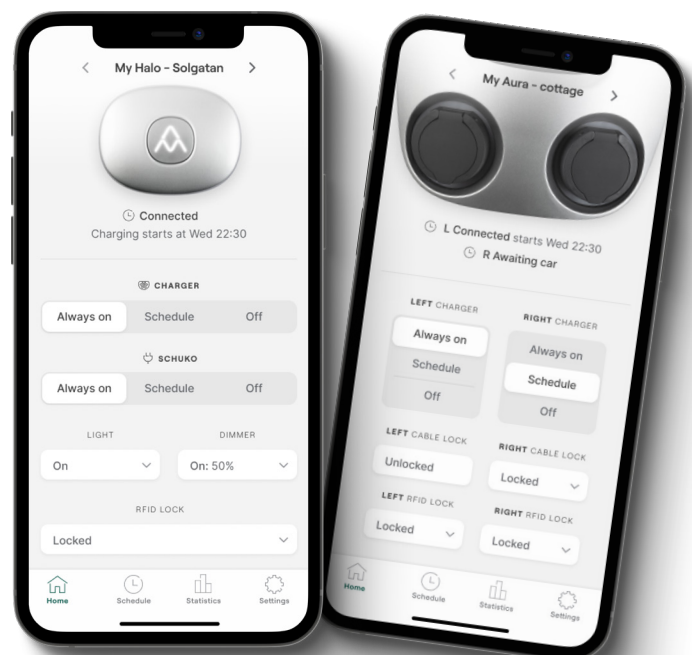 My Halo – Solgatan
Connected
Charging starts at Wed 22:30
CHARGER
Always on Schedule Off
SCHUKO
Always on Schedule Off
LIGHT DIMMER
On On: 50%
RFID LOCK
Locked
Home Schedule Statistics Settings
My Aura – cottage
L Connected starts Wed 22:30
R Awaiting car
LEFT CHARGER RIGHT CHARGER
Always on Always on
Schedule Schedule
Off Off
LEFT CABLE LOCK RIGHT CABLE LOCK
Unlocked Locked
LEFT RFID LOCK RIGHT RFID LOCK
Locked Locked
Home Schedule Statistics Settings